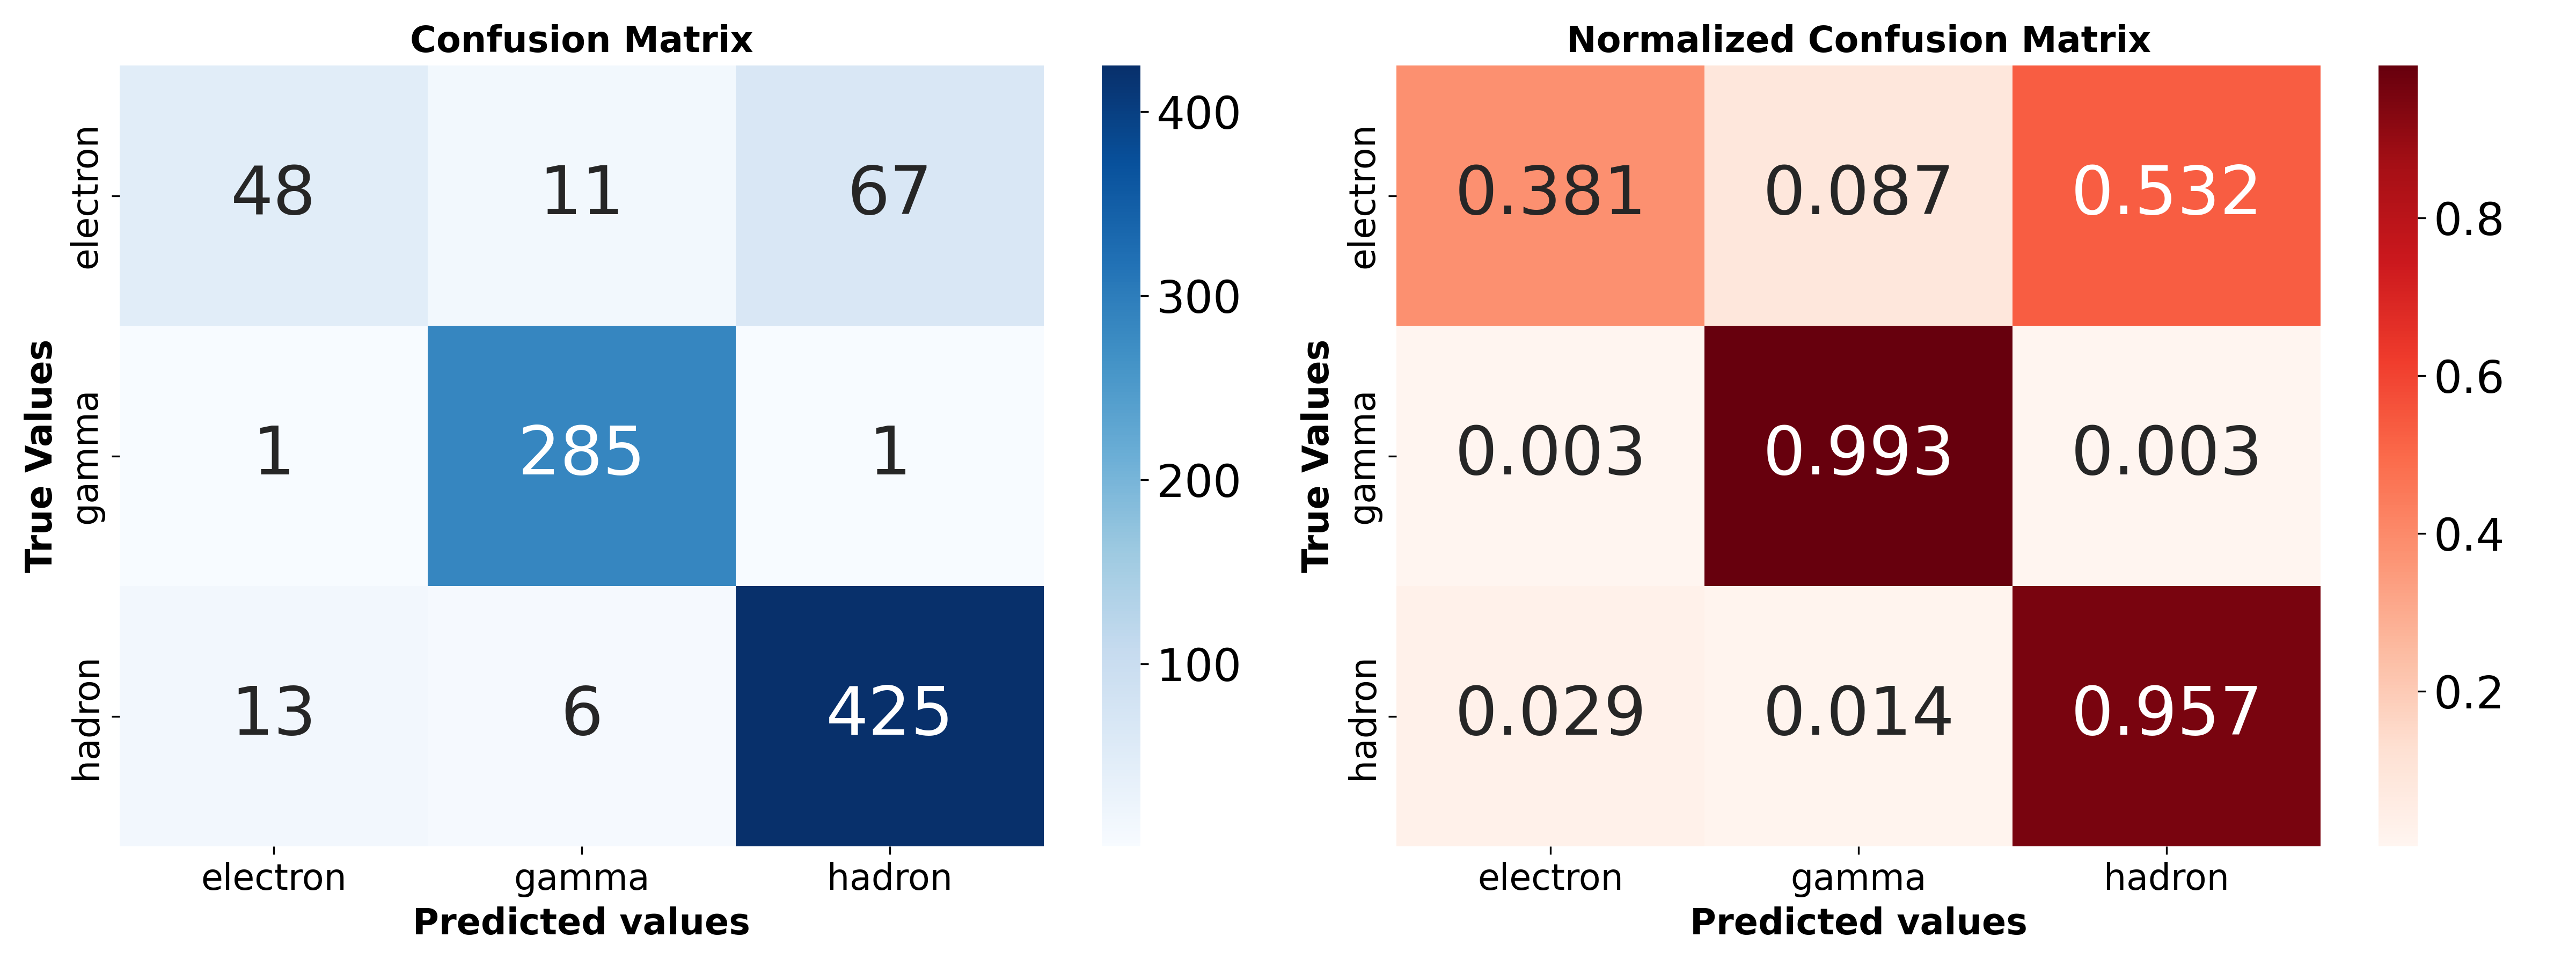 Confusion Matrix
electron
gamma
hadron
True Values
48 11 67
1 285 1
13 6 425
electron gamma hadron
Predicted values
400
300
200
100
Normalized Confusion Matrix
electron
gamma
hadron
True Values
0.381 0.087 0.532
0.003 0.993 0.003
0.029 0.014 0.957
electron gamma hadron
Predicted values
0.8
0.6
0.4
0.2